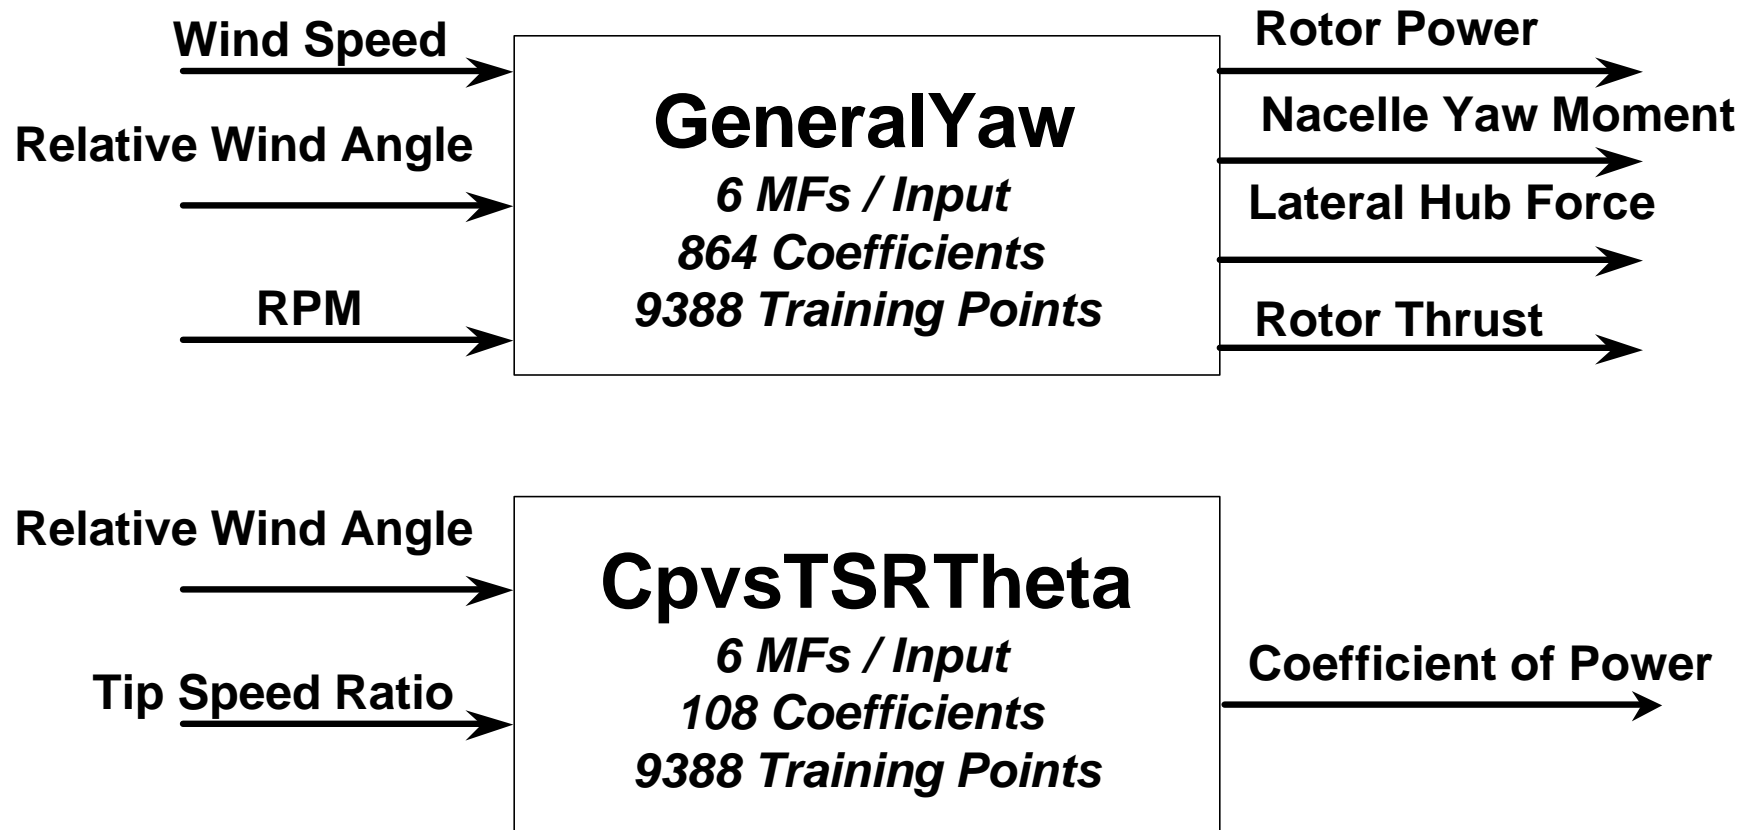 Wind Speed
Relative Wind Angle
RPM
GeneralYaw
6 MFs / Input
864 Coefficients
9388 Training Points
Rotor Power
Nacelle Yaw Moment
Lateral Hub Force
Rotor Thrust
Relative Wind Angle
Tip Speed Ratio
CpvsTSRTheta
6 MFs / Input
108 Coefficients
9388 Training Points
Coefficient of Power